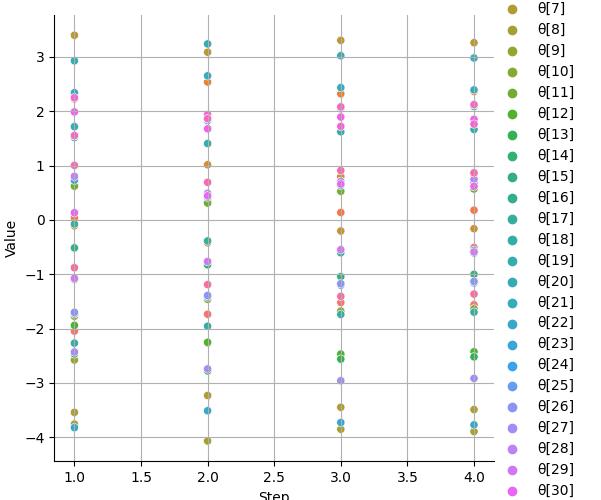 3
2
1
0
−1
−2
−3
−4
Value
1.0
1.5
2.0
2.5
3.0
3.5
4.0
Step
θ[7]
θ[8]
θ[9]
θ[10]
θ[11]
θ[12]
θ[13]
θ[14]
θ[15]
θ[16]
θ[17]
θ[18]
θ[19]
θ[20]
θ[21]
θ[22]
θ[23]
θ[24]
θ[25]
θ[26]
θ[27]
θ[28]
θ[29]
θ[30]